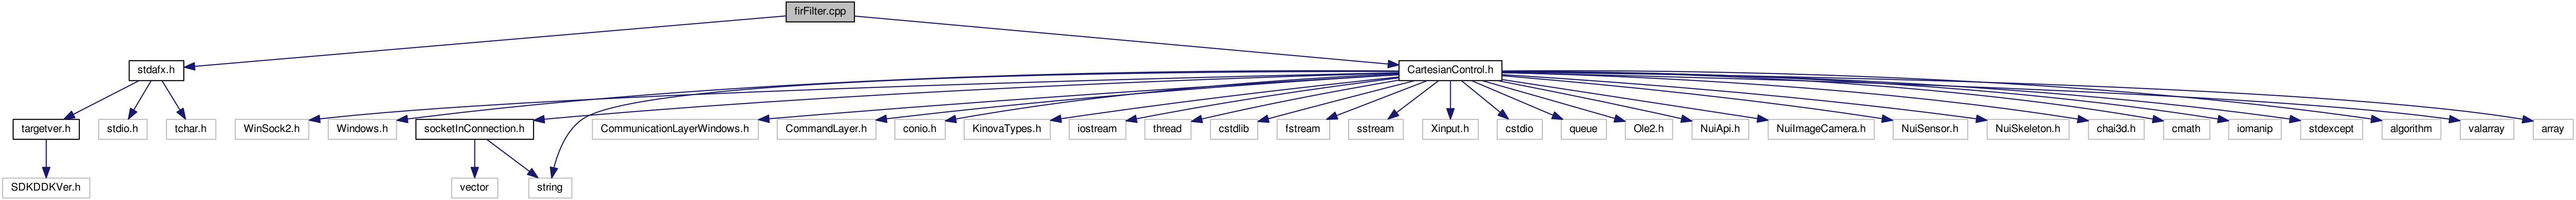 firFilter.cpp
stdafx.h
CartesianControl.h
targetver.h
stdio.h
tchar.h
WinSock2.h
Windows.h
socketInConnection.h
CommunicationLayerWindows.h
CommandLayer.h
conio.h
KinovaTypes.h
iostream
thread
cstdlib
fstream
sstream
Xinput.h
cstdio
queue
Ole2.h
NuiApi.h
NuiImageCamera.h
NuiSensor.h
NuiSkeleton.h
chai3d.h
cmath
iomanip
stdexcept
algorithm
valarray
array
SDKDDKVer.h
vector
string